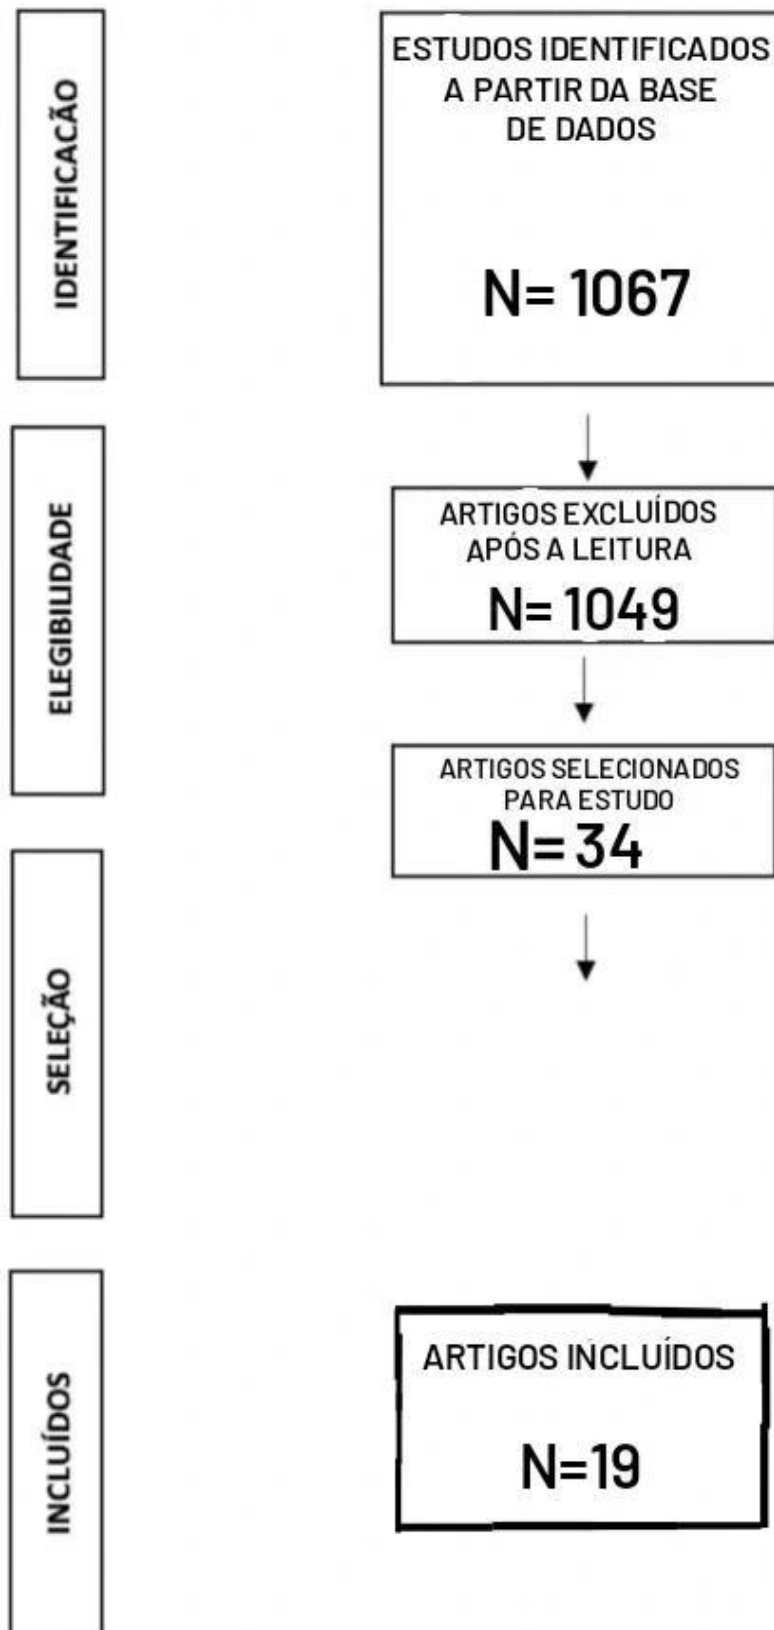 IDENTIFICACÃO
ESTUDOS IDENTIFICADOS
A PARTIR DA BASE
DE DADOS
N= 1067
ELEGIBILIDADE
ARTIGOS EXCLUÍDOS
APÓS A LEITURA
N= 1049
ARTIGOS SELECIONADOS
PARA ESTUDO
N= 34
SELEÇÃO
INCLUÍDOS
ARTIGOS INCLUÍDOS
N=19